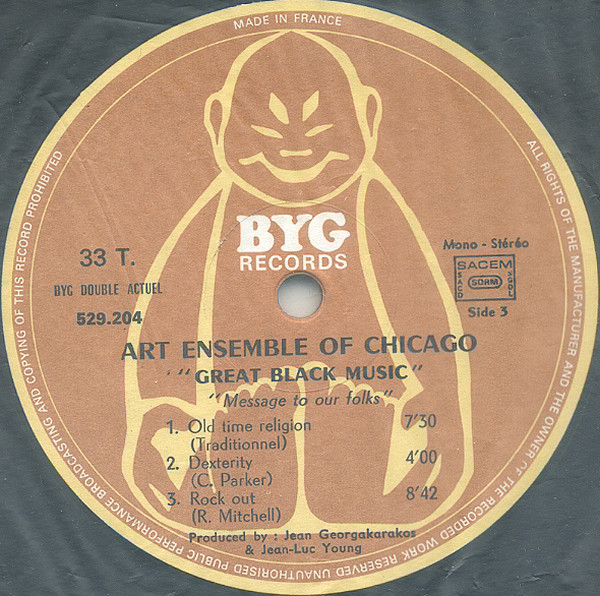 MADE IN FRANCE
ALL RIGHTS OF THE MANUFACTURER AND THE OWNER OF THE RECORDED WORK RESERVED UNAUTHORISED PUBLIC PERFORMANCE BROADCASTING AND COPYING OF THIS RECORD PROHIBITED
BYG
RECORDS
33 T.
BYG DOUBLE ACTUEL
529.204
Mono - Stéréo
SACEM
SACD
SDRM
SGDL
Side 3
ART ENSEMBLE OF CHICAGO
"GREAT BLACK MUSIC"
"Message to our folks"
1. Old time religion 7'30
(Traditionnel)
2. Dexterity 4'00
(C. Parker)
3. Rock out 8'42
(R. Mitchell)
Produced by : Jean Georgakarakos
& Jean-Luc Young